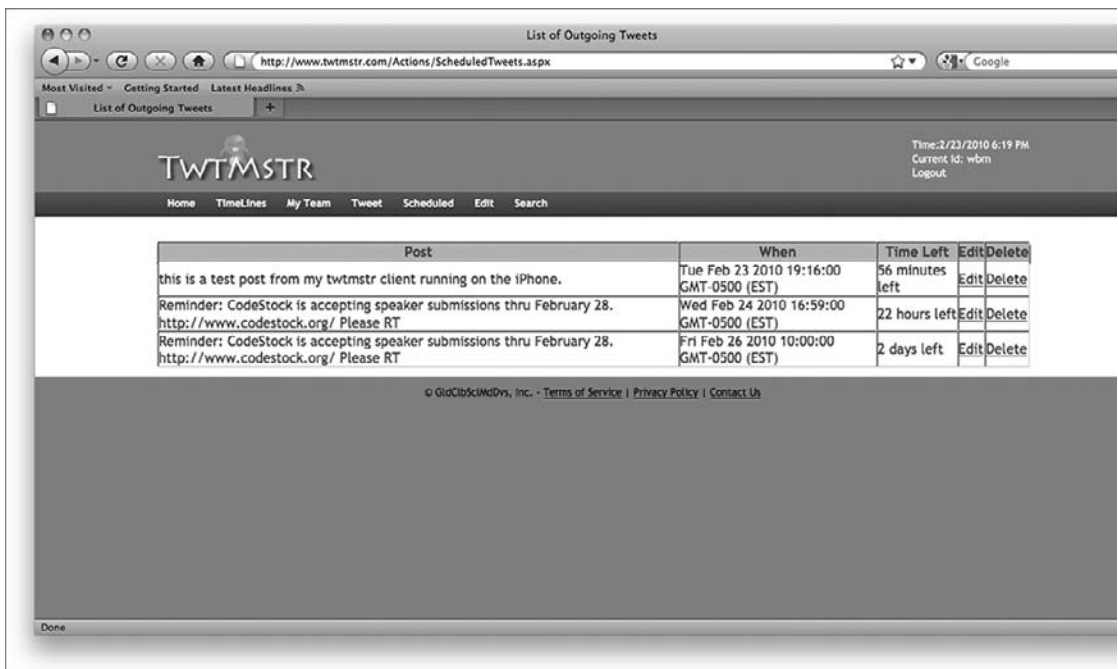 List of Outgoing Tweets
http://www.twtmstr.com/Actions/ScheduledTweets.aspx
Google
Most Visited Getting Started Latest Headlines
List of Outgoing Tweets +
TWTMSTR
Time:2/23/2010 6:19 PM
Current Id: wbm
Logout
Home TimeLines My Team Tweet Scheduled Edit Search
Post When Time Left Edit Delete
this is a test post from my twtmstr client running on the iPhone. Tue Feb 23 2010 19:16:00 GMT-0500 (EST) 56 minutes left Edit Delete
Reminder: CodeStock is accepting speaker submissions thru February 28. http://www.codestock.org/ Please RT Wed Feb 24 2010 16:59:00 GMT-0500 (EST) 22 hours left Edit Delete
Reminder: CodeStock is accepting speaker submissions thru February 28. http://www.codestock.org/ Please RT Fri Feb 26 2010 10:00:00 GMT-0500 (EST) 2 days left Edit Delete
, Inc. - Terms of Service | Privacy Policy | Contact Us
Done